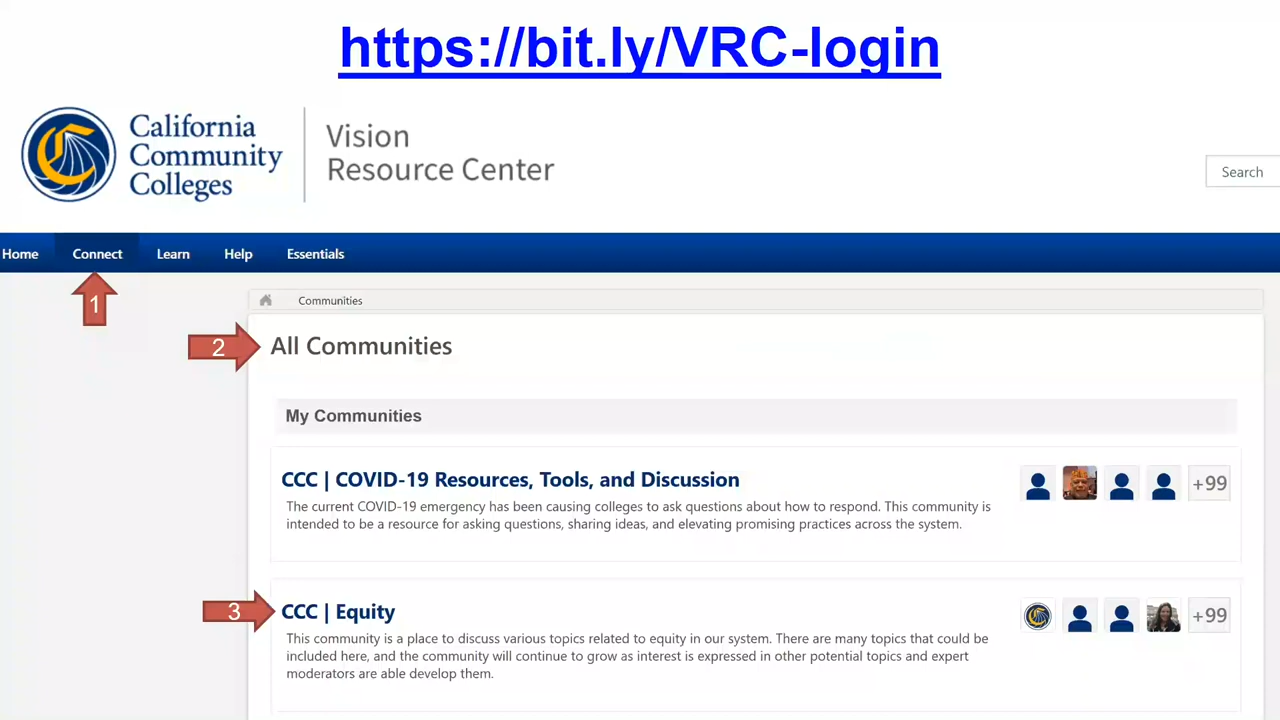 https://bit.ly/VRC-login
California
Community
Colleges
Vision
Resource Center
Search
Home Connect Learn Help Essentials
1
Communities
2
All Communities
My Communities
CCC | COVID-19 Resources, Tools, and Discussion
+99
The current COVID-19 emergency has been causing colleges to ask questions about how to respond. This community is
intended to be a resource for asking questions, sharing ideas, and elevating promising practices across the system.
3
CCC | Equity
+99
This community is a place to discuss various topics related to equity in our system. There are many topics that could be
included here, and the community will continue to grow as interest is expressed in other potential topics and expert
moderators are able develop them.